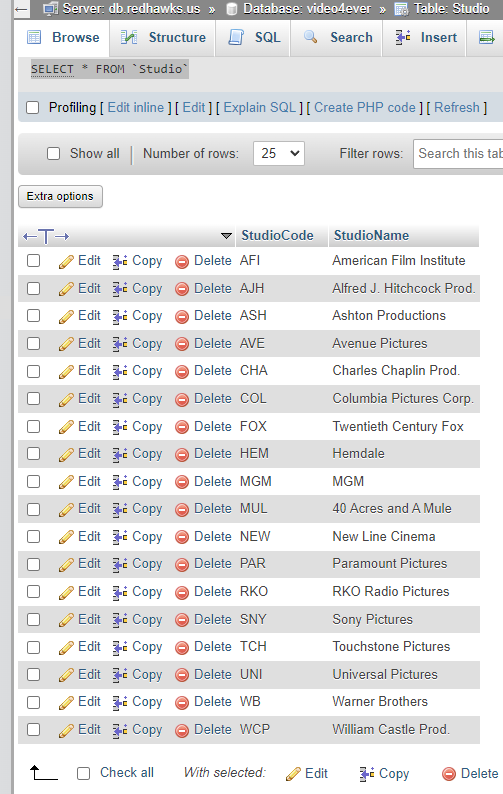 Server: db.redhawks.us » Database: video4ever » Table: Studio
Browse Structure SQL Search Insert
SELECT * FROM `Studio`
Profiling [ Edit inline ] [ Edit ] [ Explain SQL ] [ Create PHP code ] [ Refresh ]
Show all Number of rows: 25 Filter rows: Search this tab
Extra options
StudioCode StudioName
Edit Copy Delete AFI American Film Institute
Edit Copy Delete AJH Alfred J. Hitchcock Prod.
Edit Copy Delete ASH Ashton Productions
Edit Copy Delete AVE Avenue Pictures
Edit Copy Delete CHA Charles Chaplin Prod.
Edit Copy Delete COL Columbia Pictures Corp.
Edit Copy Delete FOX Twentieth Century Fox
Edit Copy Delete HEM Hemdale
Edit Copy Delete MGM MGM
Edit Copy Delete MUL 40 Acres and A Mule
Edit Copy Delete NEW New Line Cinema
Edit Copy Delete PAR Paramount Pictures
Edit Copy Delete RKO RKO Radio Pictures
Edit Copy Delete SNY Sony Pictures
Edit Copy Delete TCH Touchstone Pictures
Edit Copy Delete UNI Universal Pictures
Edit Copy Delete WB Warner Brothers
Edit Copy Delete WCP William Castle Prod.
Check all With selected: Edit Copy Delete